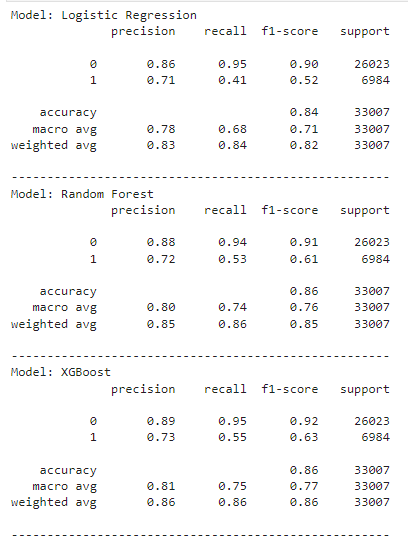 Model: Logistic Regression
precision recall f1-score support
0 0.86 0.95 0.90 26023
1 0.71 0.41 0.52 6984
accuracy 0.84 33007
macro avg 0.78 0.68 0.71 33007
weighted avg 0.83 0.84 0.82 33007
-----------------------------------------------------
Model: Random Forest
precision recall f1-score support
0 0.88 0.94 0.91 26023
1 0.72 0.53 0.61 6984
accuracy 0.86 33007
macro avg 0.80 0.74 0.76 33007
weighted avg 0.85 0.86 0.85 33007
-----------------------------------------------------
Model: XGBoost
precision recall f1-score support
0 0.89 0.95 0.92 26023
1 0.73 0.55 0.63 6984
accuracy 0.86 33007
macro avg 0.81 0.75 0.77 33007
weighted avg 0.86 0.86 0.86 33007
-----------------------------------------------------